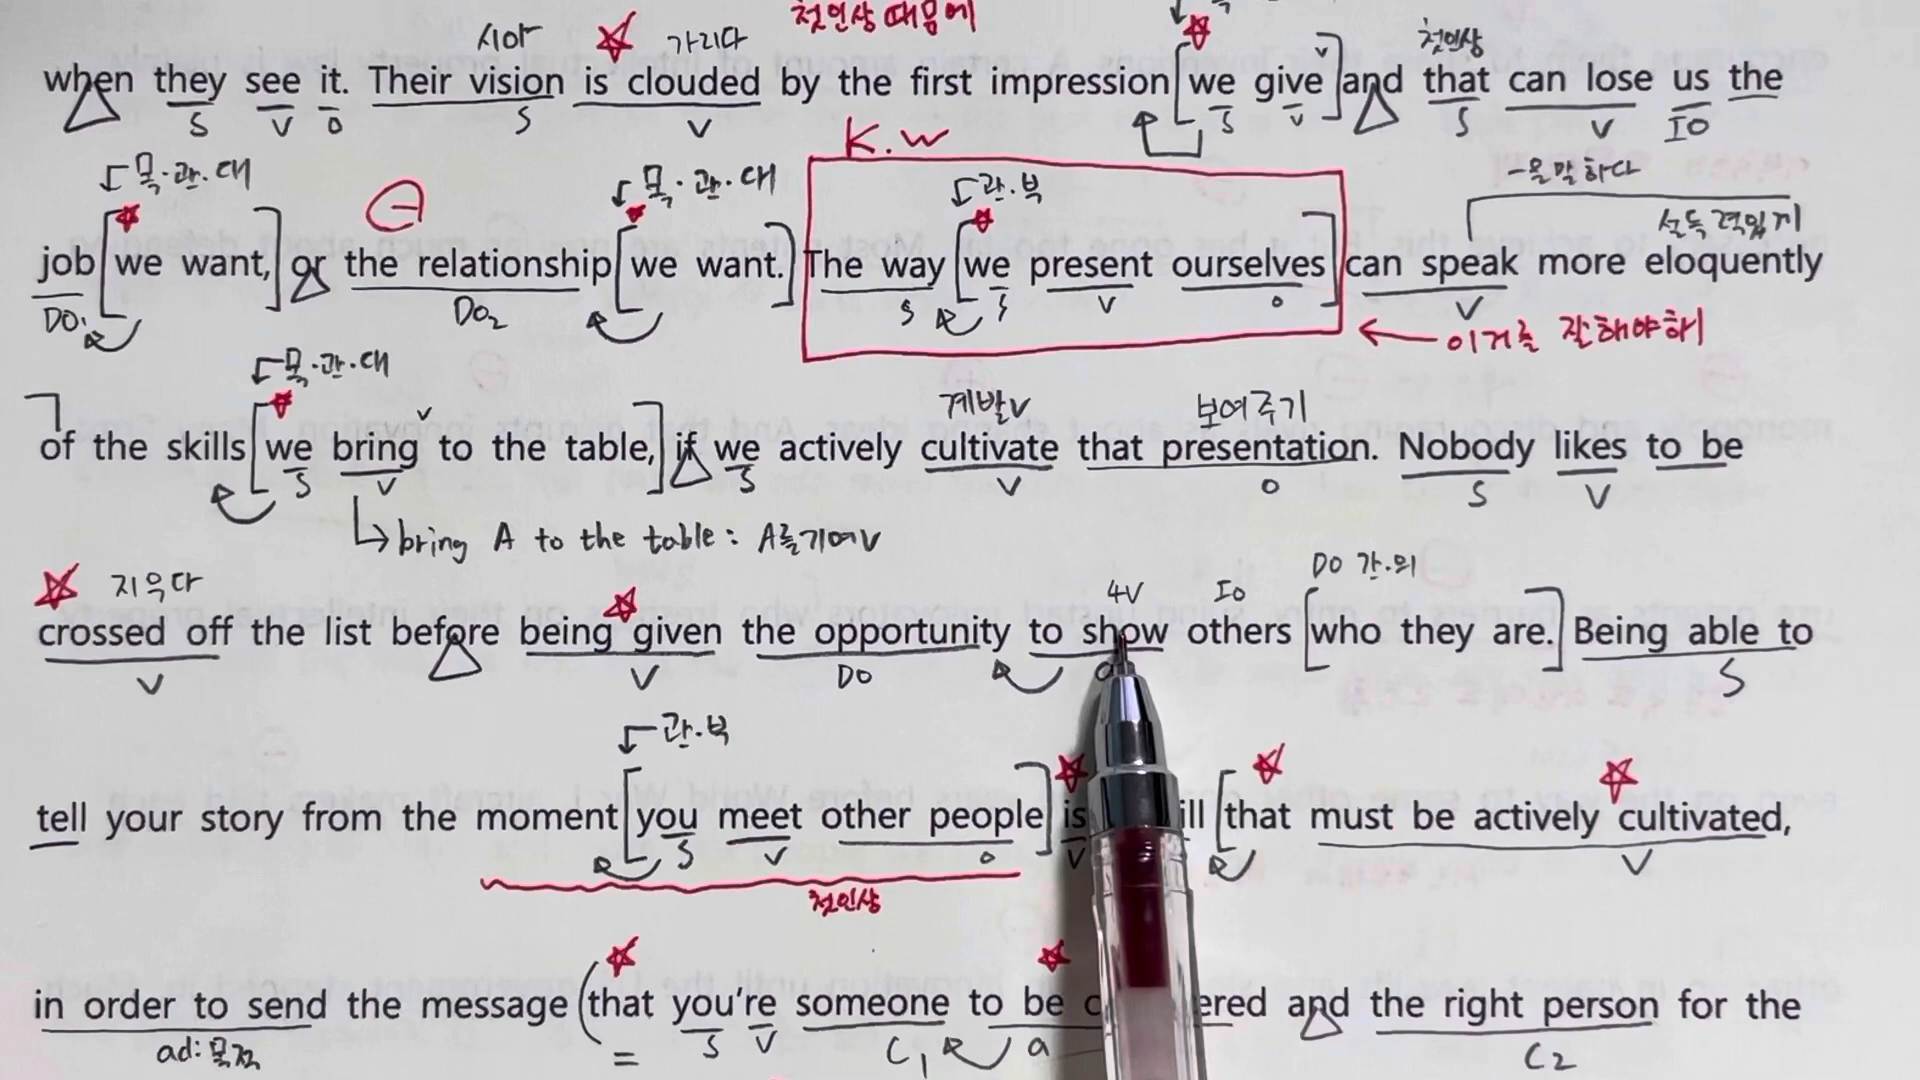 첫인상 때문에
시야 가리다 첫인상
when they see it. Their vision is clouded by the first impression [we give] and that can lose us the
S V O S V S V S V IO
K.w
목·관·대 목·관·대 관·부 -을 말하다
설득력있게
job [we want,] or the relationship [we want.] The way [we present ourselves] can speak more eloquently
DO₁ DO₂ S S V O V
← 이거를 잘해야해
목·관·대 계발V 보여주기
of the skills [we bring to the table,] if we actively cultivate that presentation. Nobody likes to be
S V S V O S V
↳ bring A to the table : A를 기여V
지우다 4V IO DO 간·의
crossed off the list before being given the opportunity to show others [who they are.] Being able to
V V DO S
관·부
tell your story from the moment [you meet other people] is ill [that must be actively cultivated,
S V O V V
첫인상
in order to send the message (that you're someone to be ered and the right person for the
ad: 목적 = S V C₁ a C2